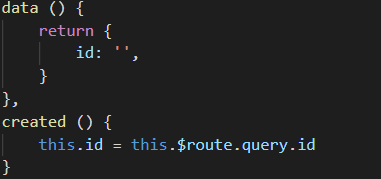 data () {
    return {
        id: '',
    }
},
created () {
    this.id = this.$route.query.id
}